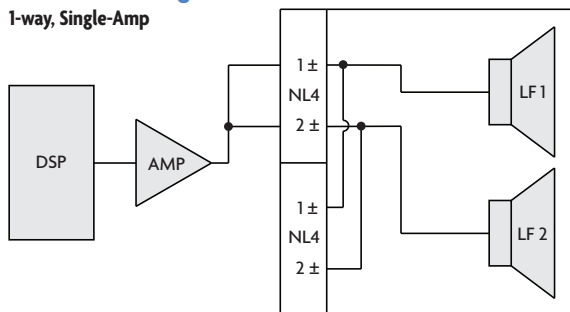 1-way, Single-Amp
DSP
AMP
1 ±
NL4
2 ±
1 ±
NL4
2 ±
LF 1
LF 2